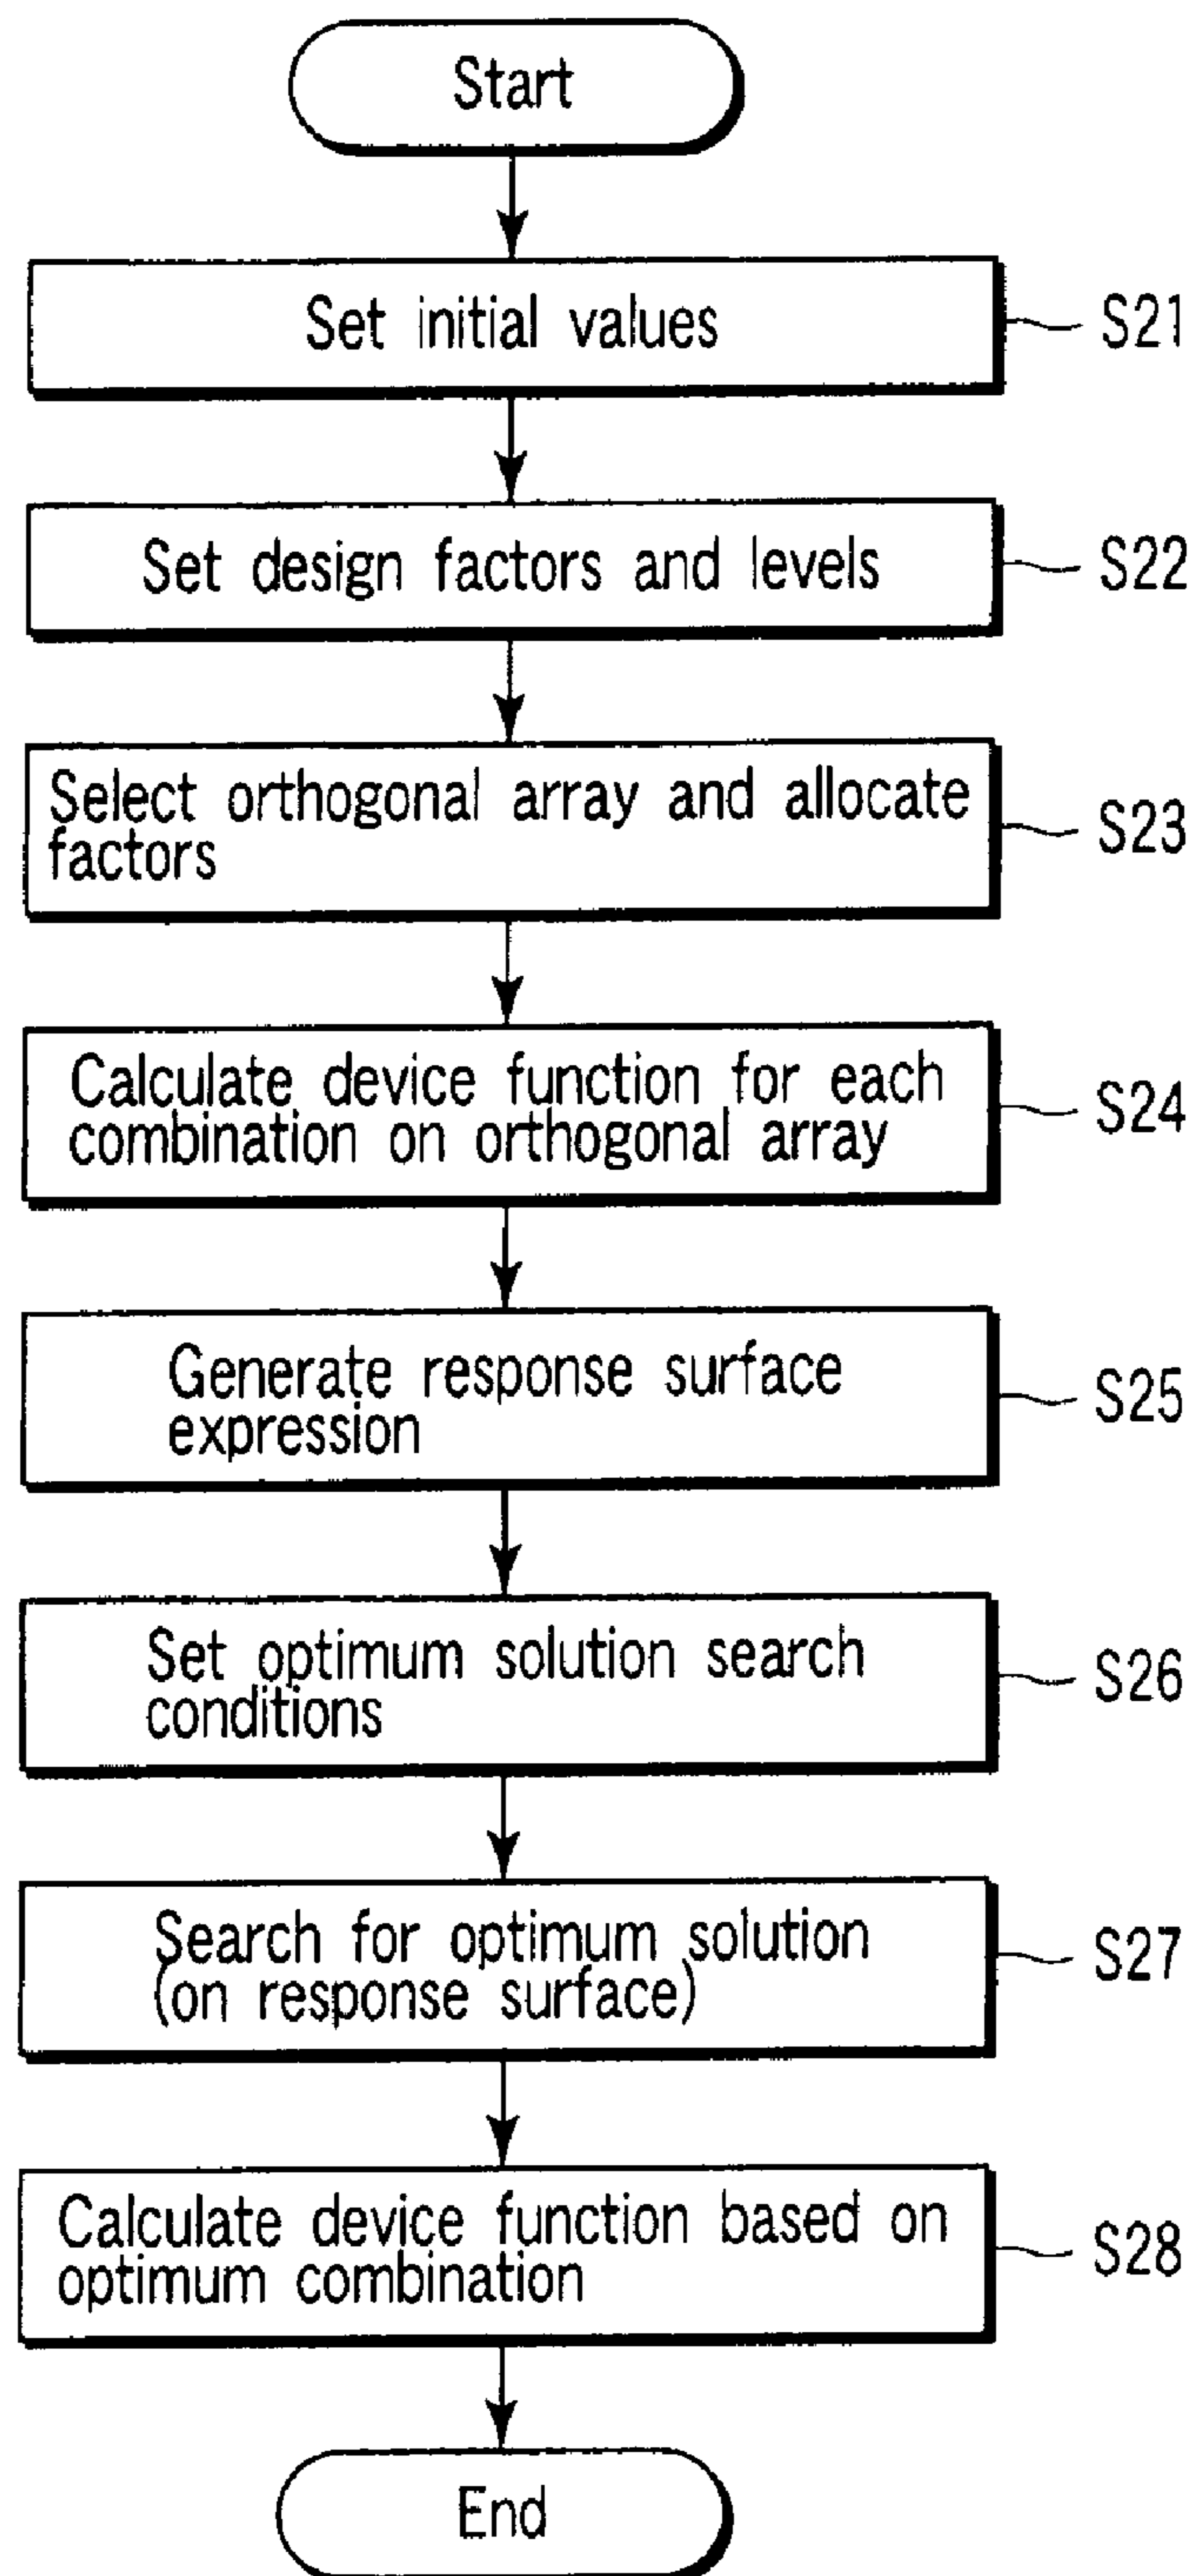 Start
Set initial values
S21
Set design factors and levels
S22
Select orthogonal array and allocate
factors
S23
Calculate device function for each
combination on orthogonal array
S24
Generate response surface
expression
S25
Set optimum solution search
conditions
S26
Search for optimum solution
(on response surface)
S27
Calculate device function based on
optimum combination
S28
End